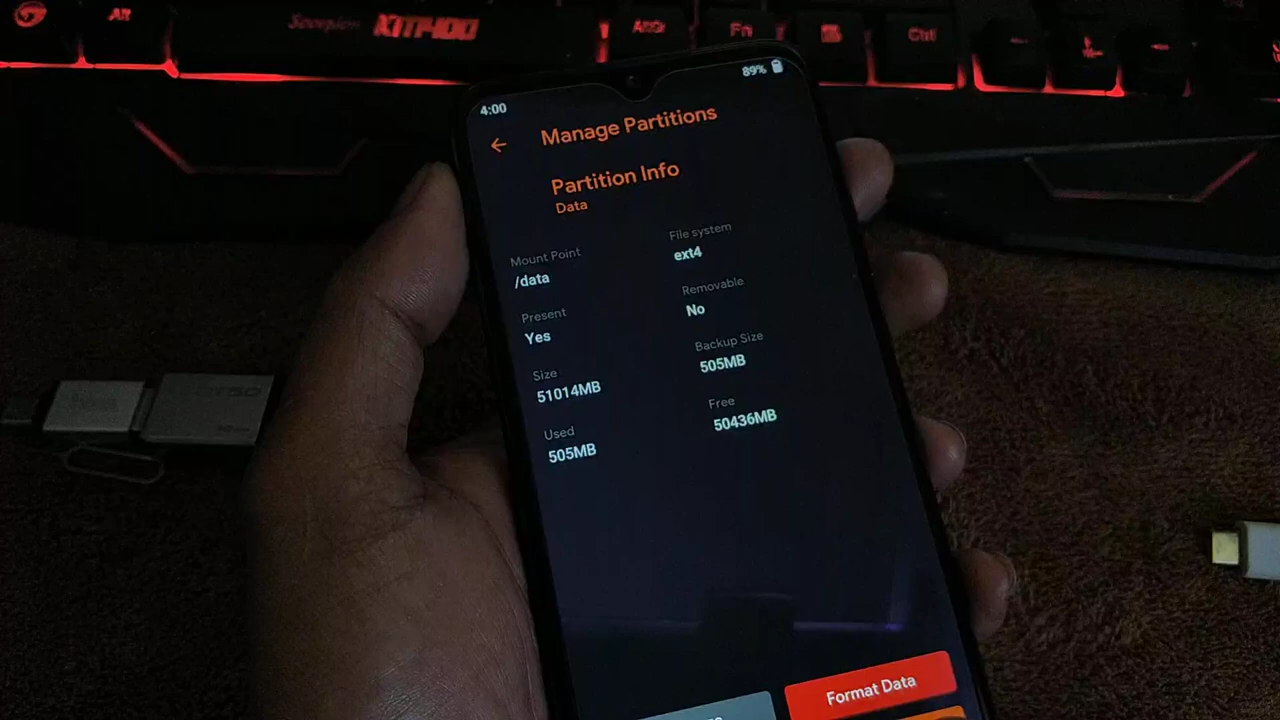 Alt
Scorpion KITMOO
AltGr
Fn
Ctrl
4:00
89%
Manage Partitions
Partition Info
Data
Mount Point
File system
/data
ext4
Present
Removable
Yes
No
Size
Backup Size
51014MB
505MB
Used
Free
505MB
50436MB
Format Data